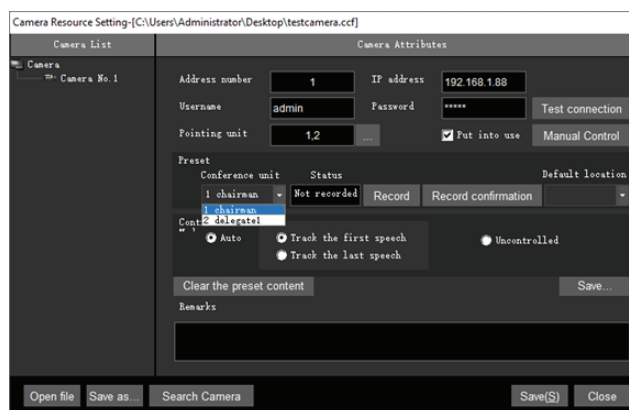 Camera Resource Setting-[C:\Users\Administrator\Desktop\testcamera.ccf]
Camera List
Camera Attributes
Camera
Camera No.1
Address number 1 IP address 192.168.1.88
Username admin Password ***** Test connection
Pointing unit 1,2 ... Put into use Manual Control
Preset
Conference unit Status Default location
1 chairman Not recorded Record Record confirmation
1 chairman
2 delegate1
Auto Track the first speech Uncontrolled
Track the last speech
Clear the preset content Save...
Remarks
Open file Save as... Search Camera Save(S) Close